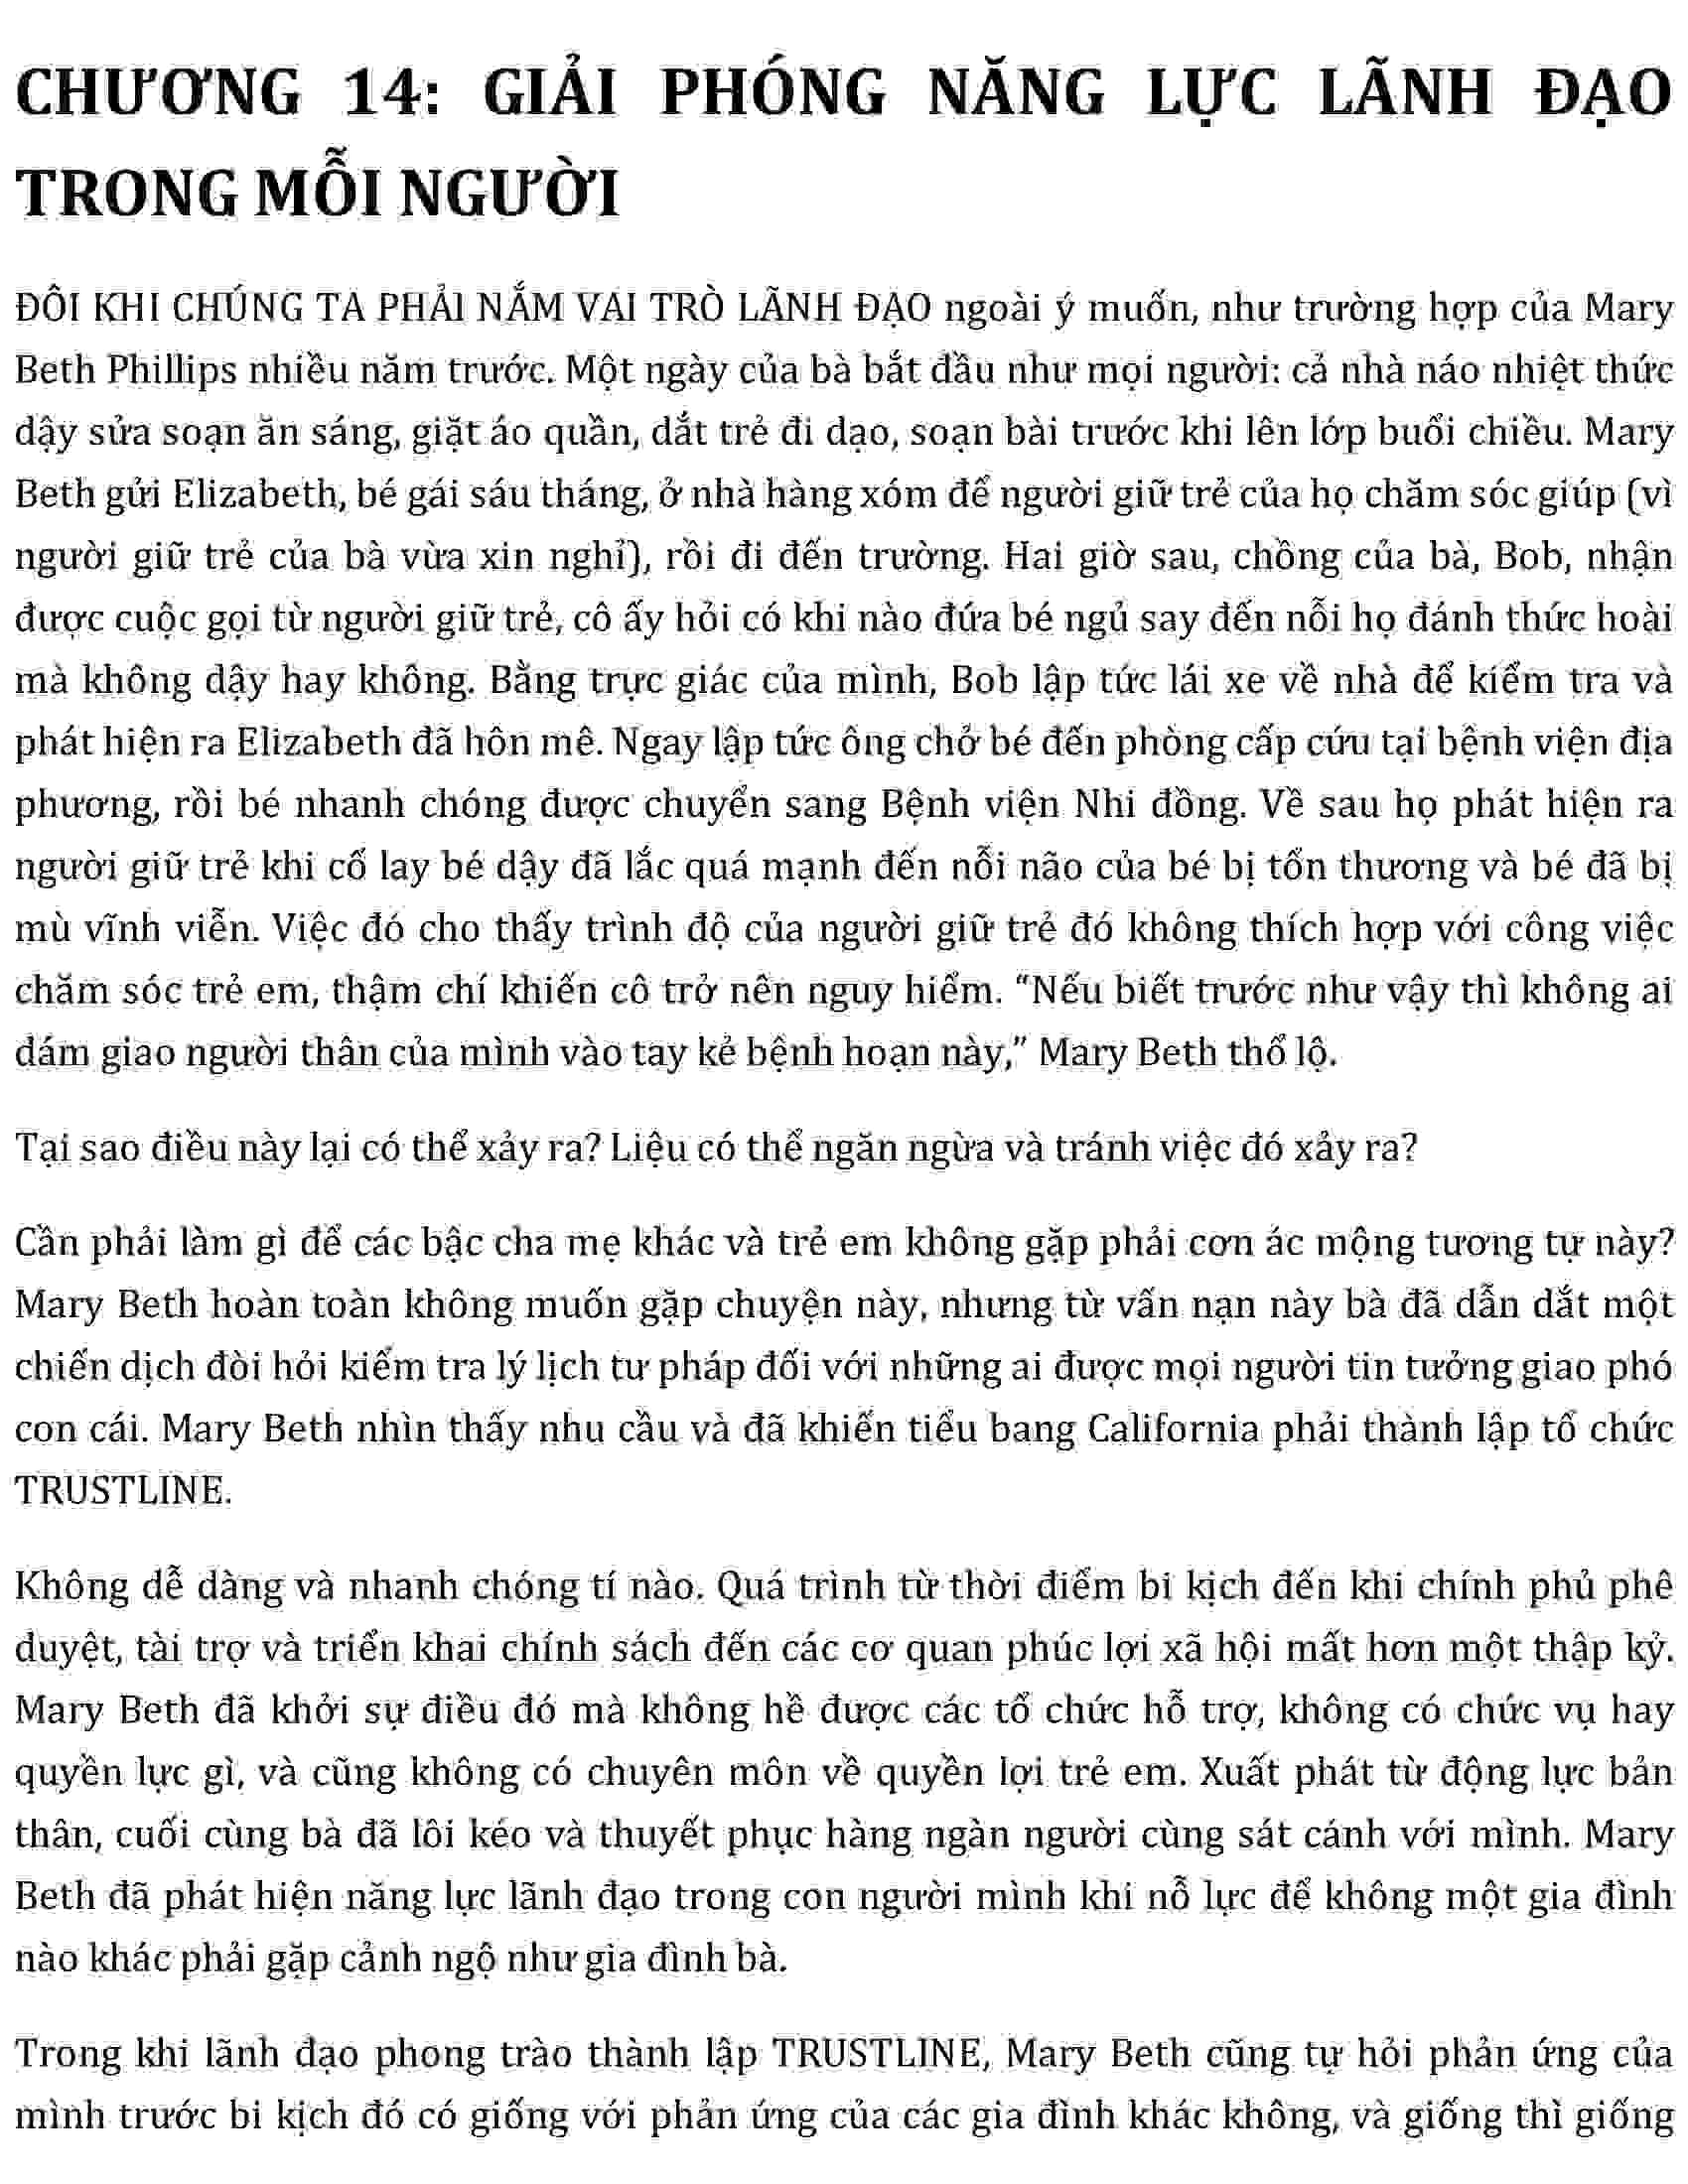 CHƯƠNG 14: GIẢI PHÓNG NĂNG LỰC LÃNH ĐẠO
TRONG MỖI NGƯỜI
ĐÔI KHI CHÚNG TA PHẢI NẮM VAI TRÒ LÃNH ĐẠO ngoài ý muốn, như trường hợp của Mary
Beth Phillips nhiều năm trước. Một ngày của bà bắt đầu như mọi người: cả nhà náo nhiệt thức
dậy sửa soạn ăn sáng, giặt áo quần, dắt trẻ đi dạo, soạn bài trước khi lên lớp buổi chiều. Mary
Beth gửi Elizabeth, bé gái sáu tháng, ở nhà hàng xóm để người giữ trẻ của họ chăm sóc giúp (vì
người giữ trẻ của bà vừa xin nghỉ), rồi đi đến trường. Hai giờ sau, chồng của bà, Bob, nhận
được cuộc gọi từ người giữ trẻ, cô ấy hỏi có khi nào đứa bé ngủ say đến nỗi họ đánh thức hoài
mà không dậy hay không. Bằng trực giác của mình, Bob lập tức lái xe về nhà để kiểm tra và
phát hiện ra Elizabeth đã hôn mê. Ngay lập tức ông chở bé đến phòng cấp cứu tại bệnh viện địa
phương, rồi bé nhanh chóng được chuyển sang Bệnh viện Nhi đồng. Về sau họ phát hiện ra
người giữ trẻ khi cố lay bé dậy đã lắc quá mạnh đến nỗi não của bé bị tổn thương và bé đã bị
mù vĩnh viễn. Việc đó cho thấy trình độ của người giữ trẻ đó không thích hợp với công việc
chăm sóc trẻ em, thậm chí khiến cô trở nên nguy hiểm. “Nếu biết trước như vậy thì không ai
dám giao người thân của mình vào tay kẻ bệnh hoạn này,” Mary Beth thổ lộ.
Tại sao điều này lại có thể xảy ra? Liệu có thể ngăn ngừa và tránh việc đó xảy ra?
Cần phải làm gì để các bậc cha mẹ khác và trẻ em không gặp phải cơn ác mộng tương tự này?
Mary Beth hoàn toàn không muốn gặp chuyện này, nhưng từ vấn nạn này bà đã dẫn dắt một
chiến dịch đòi hỏi kiểm tra lý lịch tư pháp đối với những ai được mọi người tin tưởng giao phó
con cái. Mary Beth nhìn thấy nhu cầu và đã khiến tiểu bang California phải thành lập tổ chức
TRUSTLINE.
Không dễ dàng và nhanh chóng tí nào. Quá trình từ thời điểm bi kịch đến khi chính phủ phê
duyệt, tài trợ và triển khai chính sách đến các cơ quan phúc lợi xã hội mất hơn một thập kỷ.
Mary Beth đã khởi sự điều đó mà không hề được các tổ chức hỗ trợ, không có chức vụ hay
quyền lực gì, và cũng không có chuyên môn về quyền lợi trẻ em. Xuất phát từ động lực bản
thân, cuối cùng bà đã lôi kéo và thuyết phục hàng ngàn người cùng sát cánh với mình. Mary
Beth đã phát hiện năng lực lãnh đạo trong con người mình khi nỗ lực để không một gia đình
nào khác phải gặp cảnh ngộ như gia đình bà.
Trong khi lãnh đạo phong trào thành lập TRUSTLINE, Mary Beth cũng tự hỏi phản ứng của
mình trước bi kịch đó có giống với phản ứng của các gia đình khác không, và giống thì giống